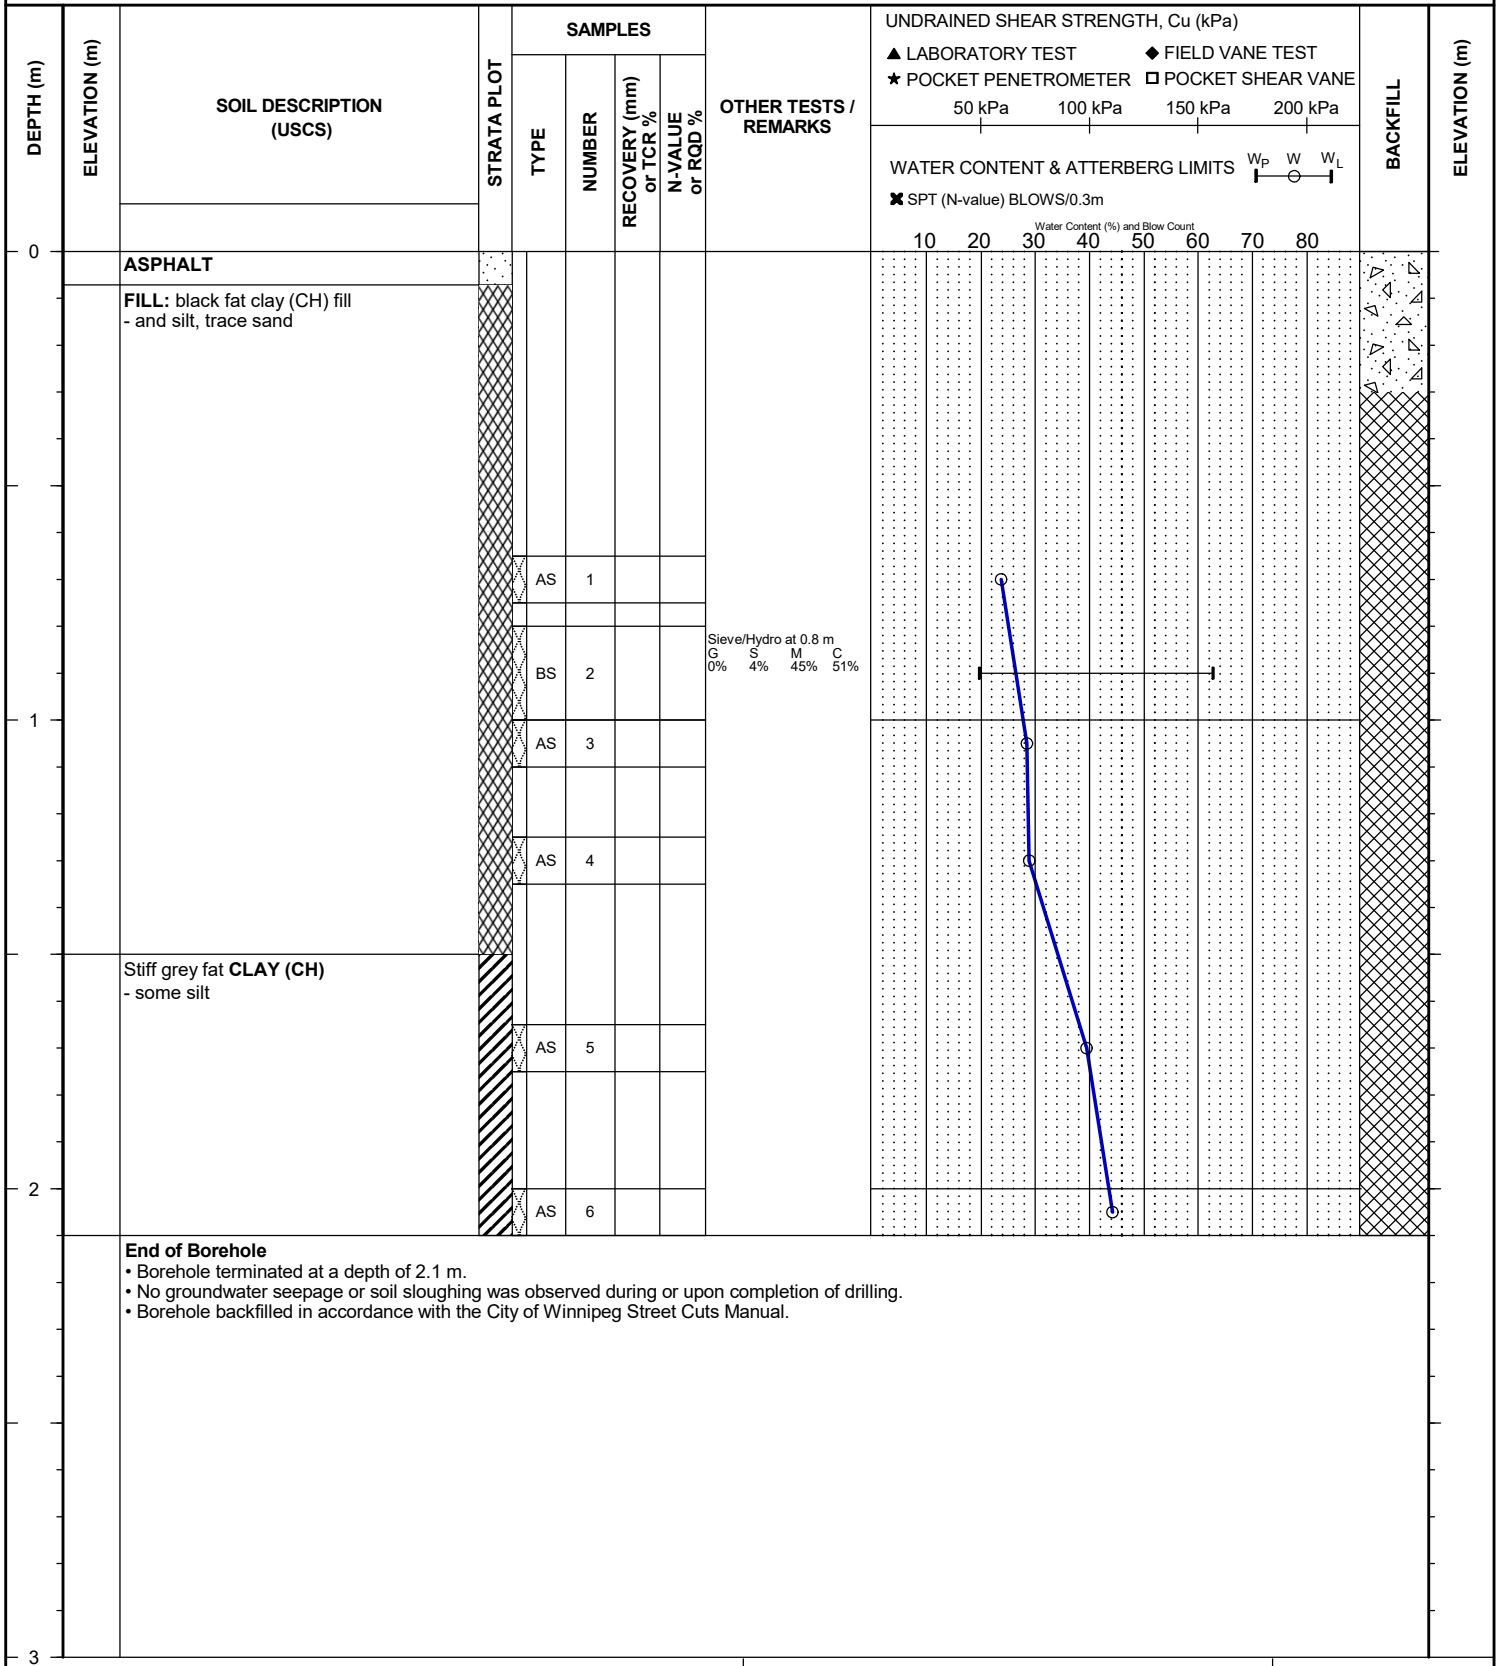 DEPTH (m)
ELEVATION (m)
SOIL DESCRIPTION
(USCS)
STRATA PLOT
SAMPLES
TYPE
NUMBER
RECOVERY (mm)
or TCR %
N-VALUE
or RQD %
OTHER TESTS /
REMARKS
UNDRAINED SHEAR STRENGTH, Cu (kPa)
▲ LABORATORY TEST ◆ FIELD VANE TEST
★ POCKET PENETROMETER □ POCKET SHEAR VANE
50 kPa 100 kPa 150 kPa 200 kPa
WATER CONTENT & ATTERBERG LIMITS WP W WL
✖ SPT (N-value) BLOWS/0.3m
Water Content (%) and Blow Count
10 20 30 40 50 60 70 80
BACKFILL
ELEVATION (m)
0
ASPHALT
FILL: black fat clay (CH) fill
- and silt, trace sand
AS 1
BS 2
Sieve/Hydro at 0.8 m
G S M C
0% 4% 45% 51%
1
AS 3
AS 4
Stiff grey fat CLAY (CH)
- some silt
AS 5
2
AS 6
End of Borehole
• Borehole terminated at a depth of 2.1 m.
• No groundwater seepage or soil sloughing was observed during or upon completion of drilling.
• Borehole backfilled in accordance with the City of Winnipeg Street Cuts Manual.
3